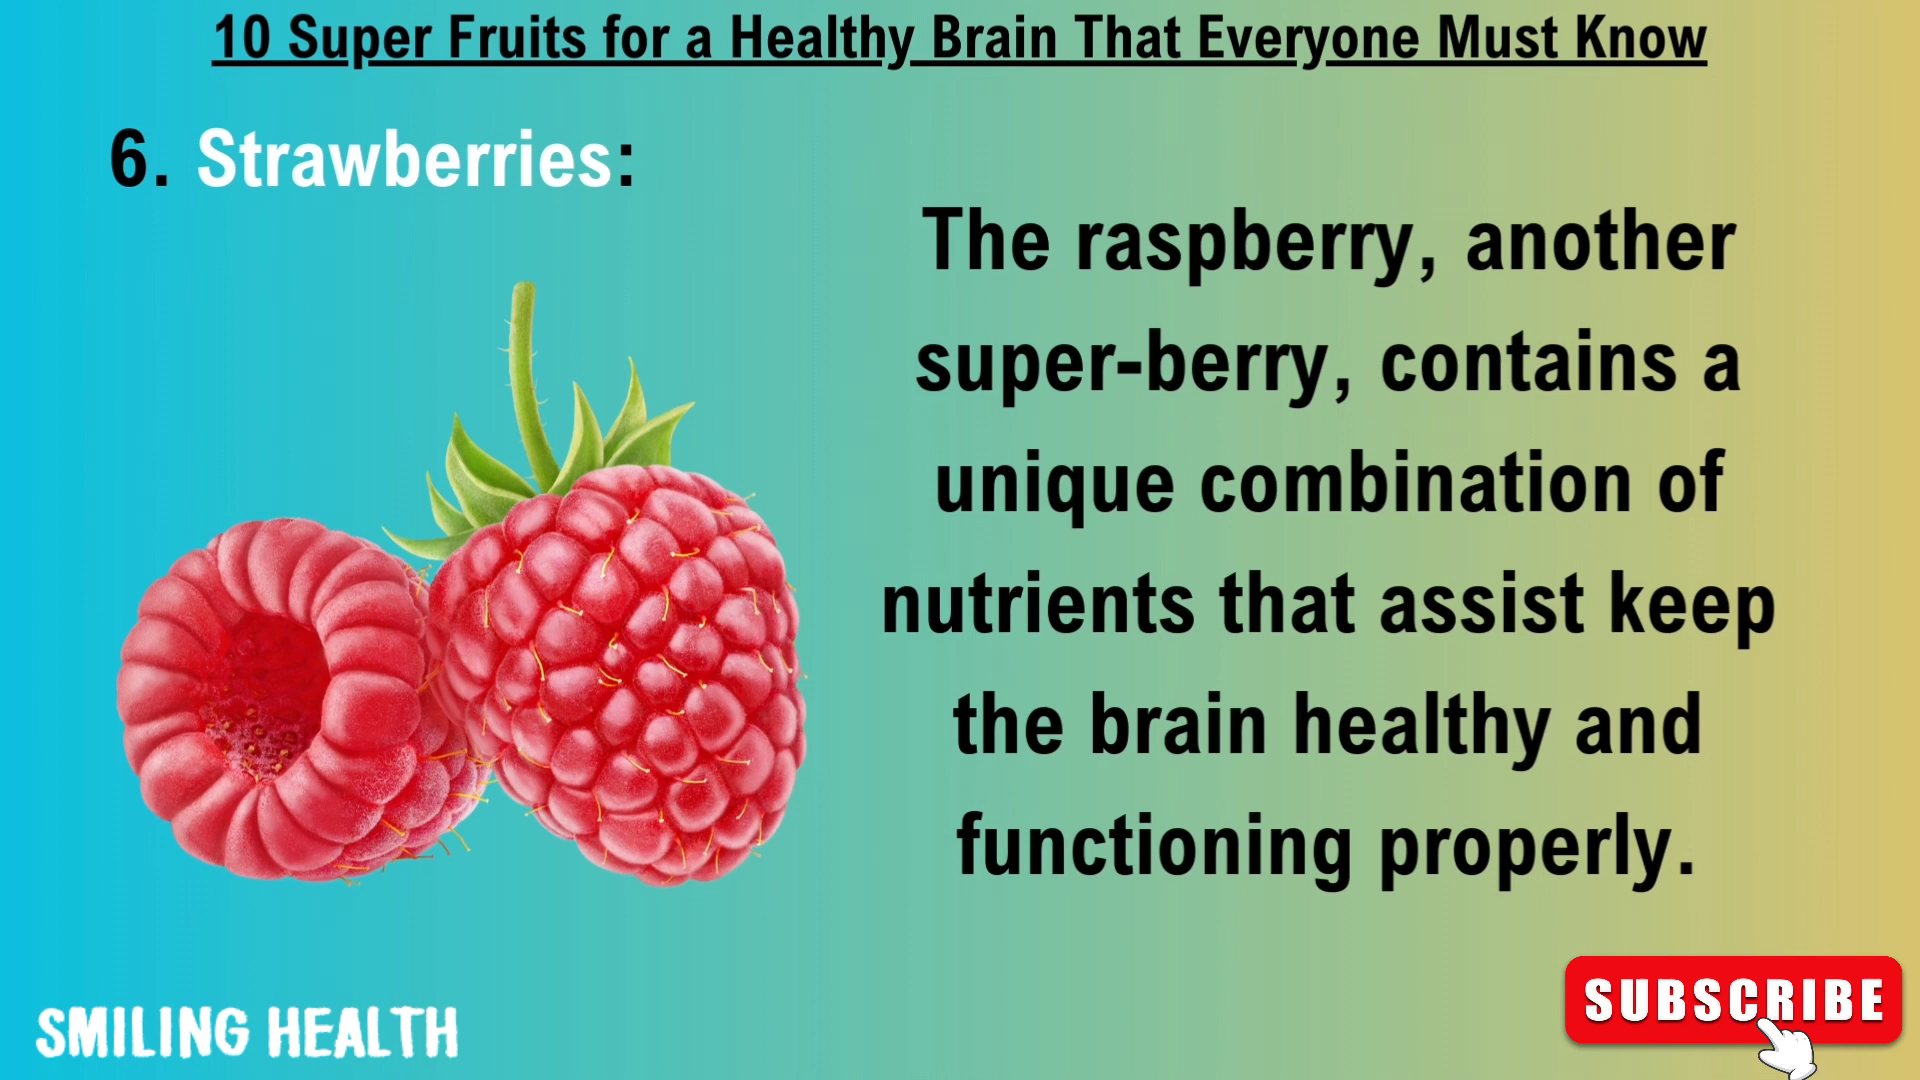 10 Super Fruits for a Healthy Brain That Everyone Must Know
6. Strawberries:
The raspberry, another
super-berry, contains a
unique combination of
nutrients that assist keep
the brain healthy and
functioning properly.
SMILING HEALTH
SUBSCRIBE